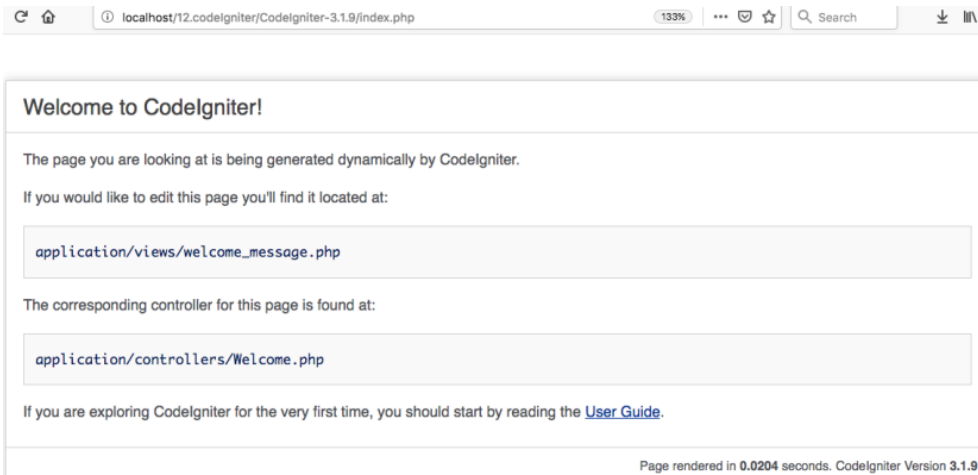 localhost/12.codeIgniter/CodeIgniter-3.1.9/index.php 133% Search
Welcome to CodeIgniter!
The page you are looking at is being generated dynamically by CodeIgniter.
If you would like to edit this page you'll find it located at:
application/views/welcome_message.php
The corresponding controller for this page is found at:
application/controllers/Welcome.php
If you are exploring CodeIgniter for the very first time, you should start by reading the User Guide.
Page rendered in 0.0204 seconds. CodeIgniter Version 3.1.9